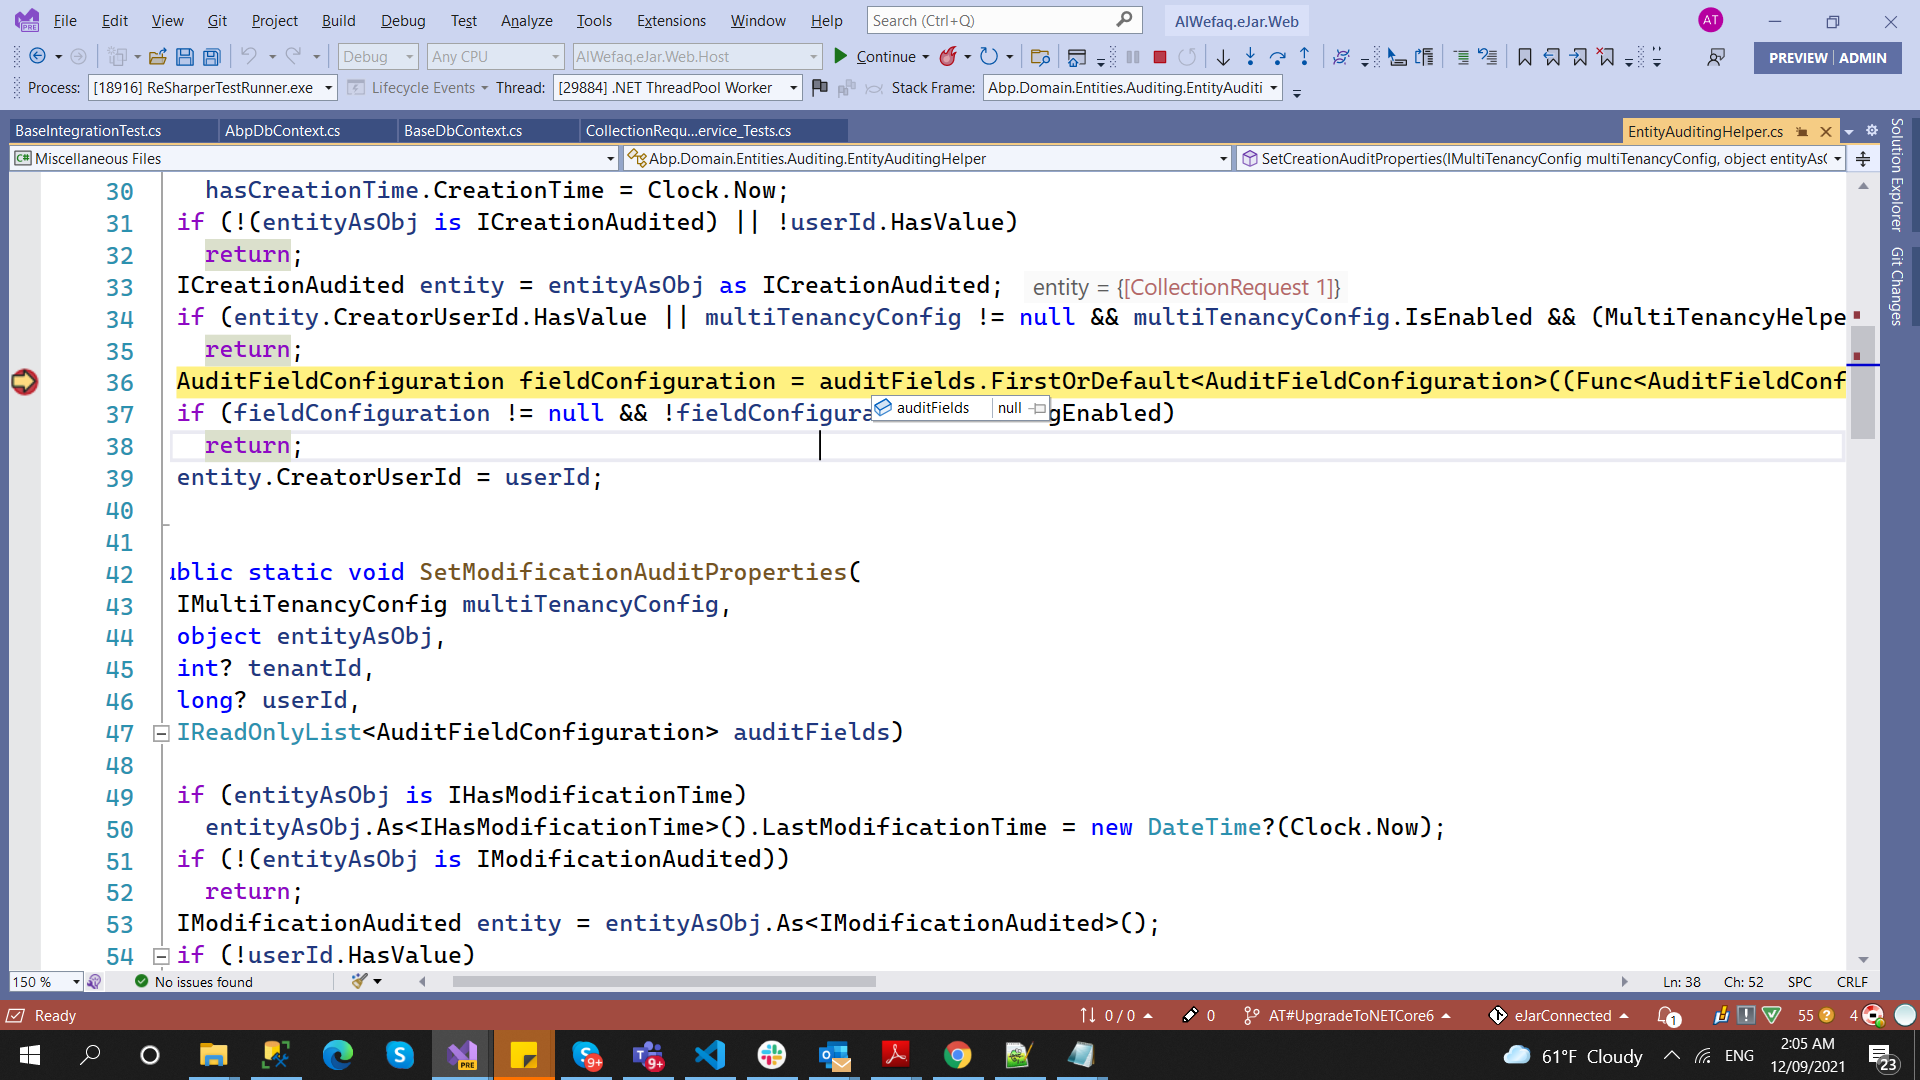 File Edit View Git Project Build Debug Test Analyze Tools Extensions Window Help Search (Ctrl+Q) AlWefaq.eJar.Web AT
Debug Any CPU AlWefaq.eJar.Web.Host Continue PREVIEW ADMIN
Process: [18916] ReSharperTestRunner.exe Lifecycle Events Thread: [29884] .NET ThreadPool Worker Stack Frame: Abp.Domain.Entities.Auditing.EntityAuditi
BaseIntegrationTest.cs AbpDbContext.cs BaseDbContext.cs CollectionRequ...ervice_Tests.cs EntityAuditingHelper.cs
C# Miscellaneous Files Abp.Domain.Entities.Auditing.EntityAuditingHelper SetCreationAuditProperties(IMultiTenancyConfig multiTenancyConfig, object entityAsO
Solution Explorer
Git Changes
30 hasCreationTime.CreationTime = Clock.Now;
31 if (!(entityAsObj is ICreationAudited) || !userId.HasValue)
32 return;
33 ICreationAudited entity = entityAsObj as ICreationAudited; entity = {[CollectionRequest 1]}
34 if (entity.CreatorUserId.HasValue || multiTenancyConfig != null && multiTenancyConfig.IsEnabled && (MultiTenancyHelpe
35 return;
36 AuditFieldConfiguration fieldConfiguration = auditFields.FirstOrDefault<AuditFieldConfiguration>((Func<AuditFieldConf
37 if (fieldConfiguration != null && !fieldConfigura gEnabled)
auditFields null
38 return;
39 entity.CreatorUserId = userId;
40
41
42 ublic static void SetModificationAuditProperties(
43 IMultiTenancyConfig multiTenancyConfig,
44 object entityAsObj,
45 int? tenantId,
46 long? userId,
47 IReadOnlyList<AuditFieldConfiguration> auditFields)
48
49 if (entityAsObj is IHasModificationTime)
50 entityAsObj.As<IHasModificationTime>().LastModificationTime = new DateTime?(Clock.Now);
51 if (!(entityAsObj is IModificationAudited))
52 return;
53 IModificationAudited entity = entityAsObj.As<IModificationAudited>();
54 if (!userId.HasValue)
150 % No issues found Ln: 38 Ch: 52 SPC CRLF
Ready 0 / 0 0 AT#UpgradeToNETCore6 eJarConnected 1 55 4
PRE 9+ 9+ 61°F Cloudy ENG 2:05 AM
12/09/2021 23